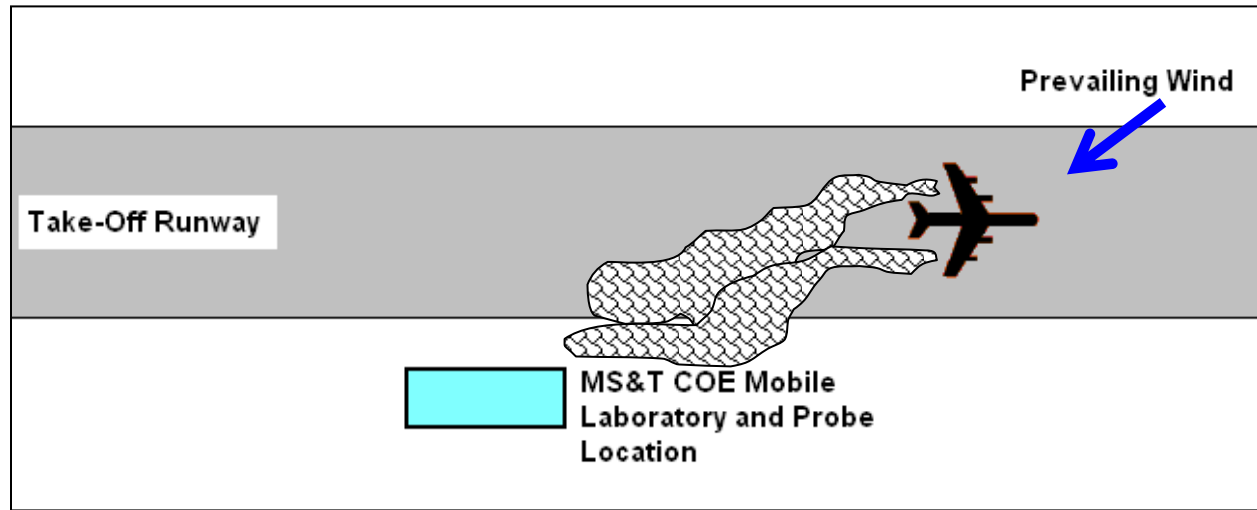 Prevailing Wind
Take-Off Runway
MS&T COE Mobile
Laboratory and Probe
Location